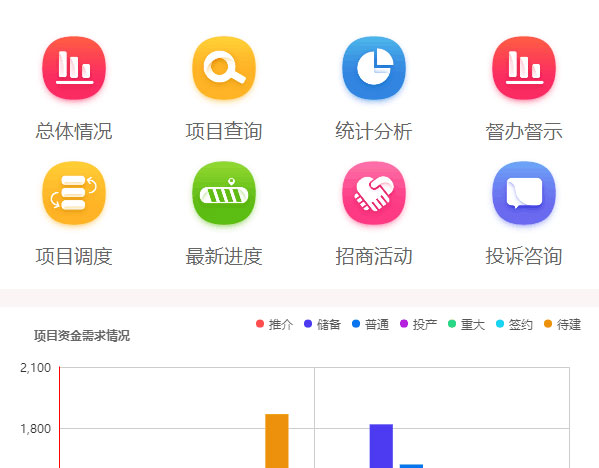 总体情况 项目查询 统计分析 督办督示
项目调度 最新进度 招商活动 投诉咨询
推介 储备 普通 投产 重大 签约 待建
项目资金需求情况
2,100
1,800